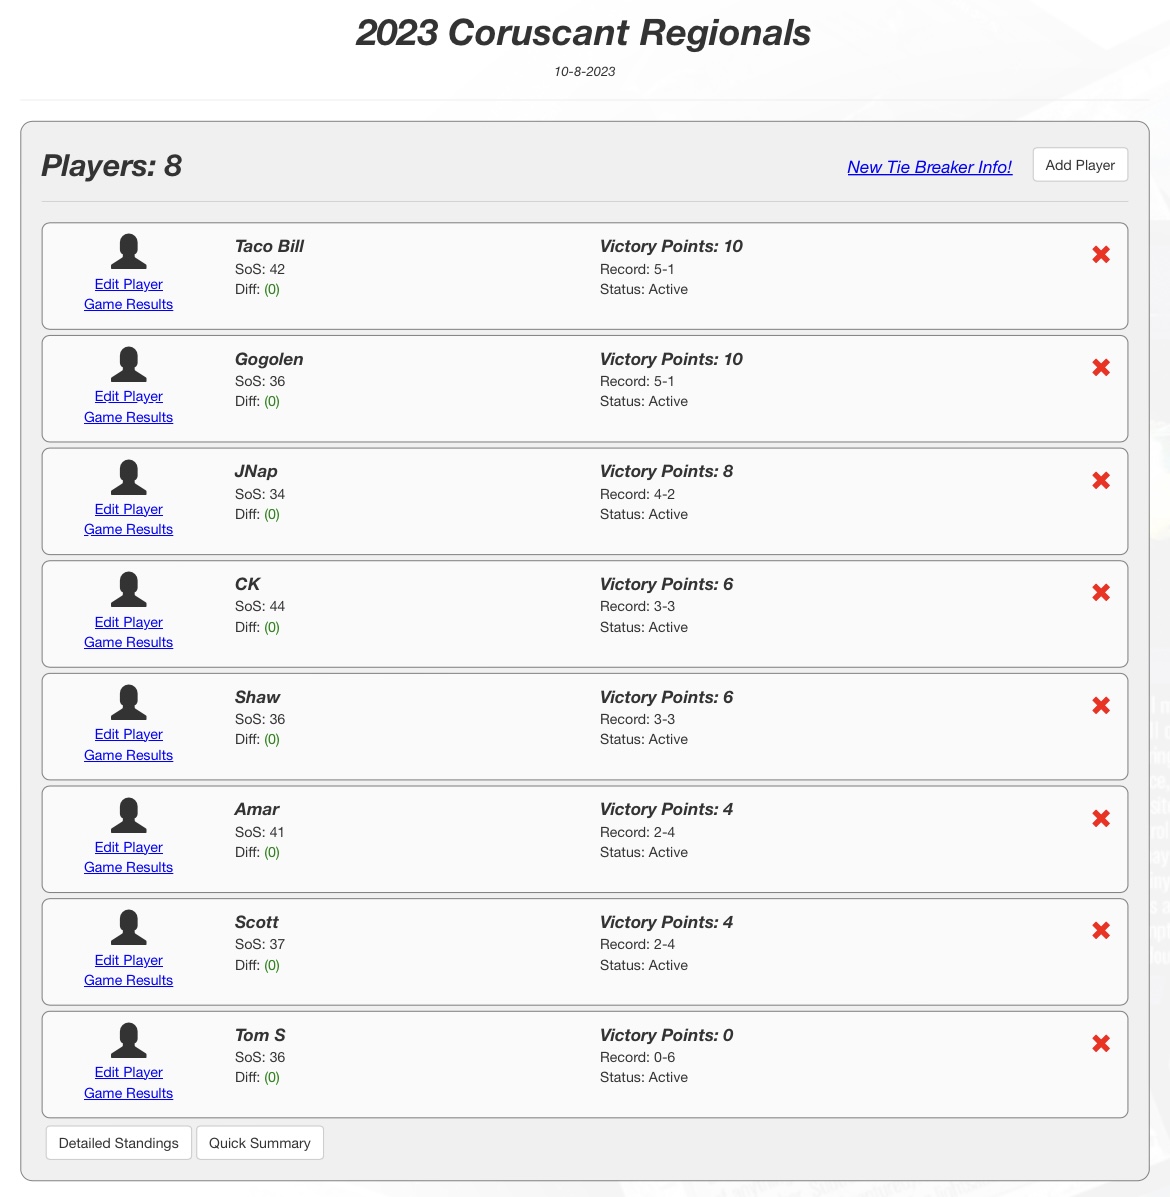 2023 Coruscant Regionals
10-8-2023
Players: 8
New Tie Breaker Info!
Add Player
Taco Bill
SoS: 42
Diff: (0)
Victory Points: 10
Record: 5-1
Status: Active
Edit Player
Game Results
Gogolen
SoS: 36
Diff: (0)
Victory Points: 10
Record: 5-1
Status: Active
Edit Player
Game Results
JNap
SoS: 34
Diff: (0)
Victory Points: 8
Record: 4-2
Status: Active
Edit Player
Game Results
CK
SoS: 44
Diff: (0)
Victory Points: 6
Record: 3-3
Status: Active
Edit Player
Game Results
Shaw
SoS: 36
Diff: (0)
Victory Points: 6
Record: 3-3
Status: Active
Edit Player
Game Results
Amar
SoS: 41
Diff: (0)
Victory Points: 4
Record: 2-4
Status: Active
Edit Player
Game Results
Scott
SoS: 37
Diff: (0)
Victory Points: 4
Record: 2-4
Status: Active
Edit Player
Game Results
Tom S
SoS: 36
Diff: (0)
Victory Points: 0
Record: 0-6
Status: Active
Edit Player
Game Results
Detailed Standings
Quick Summary